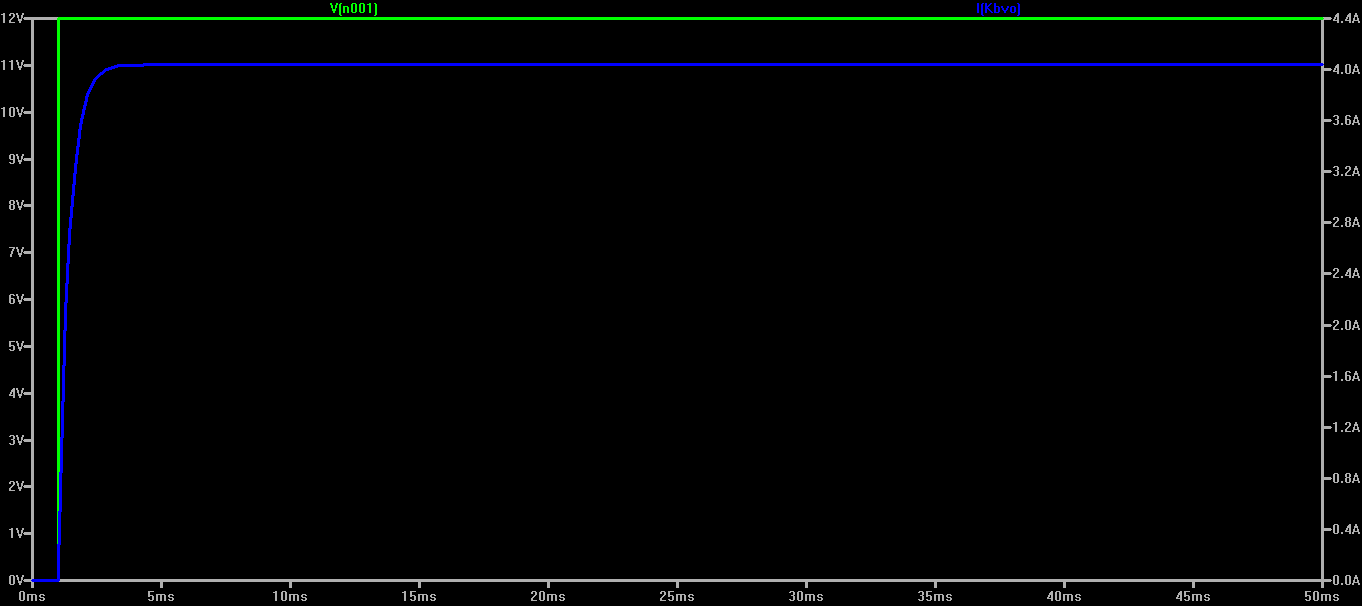 V(n001) I(Kbvo)
12V 4.4A
11V 4.0A
10V 3.6A
9V 3.2A
8V 2.8A
7V 2.4A
6V 2.0A
5V 1.6A
4V 1.2A
3V 0.8A
2V 0.4A
1V 0.0A
0V
0ms 5ms 10ms 15ms 20ms 25ms 30ms 35ms 40ms 45ms 50ms